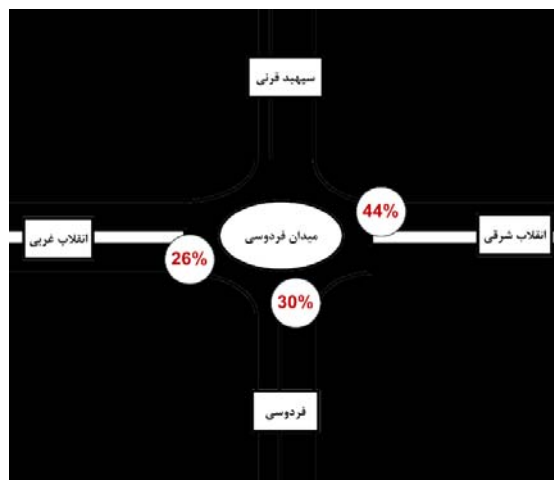 سپهبد قرنی
44%
انقلاب شرقی
میدان فردوسی
انقلاب غربی
26%
30%
فردوسی